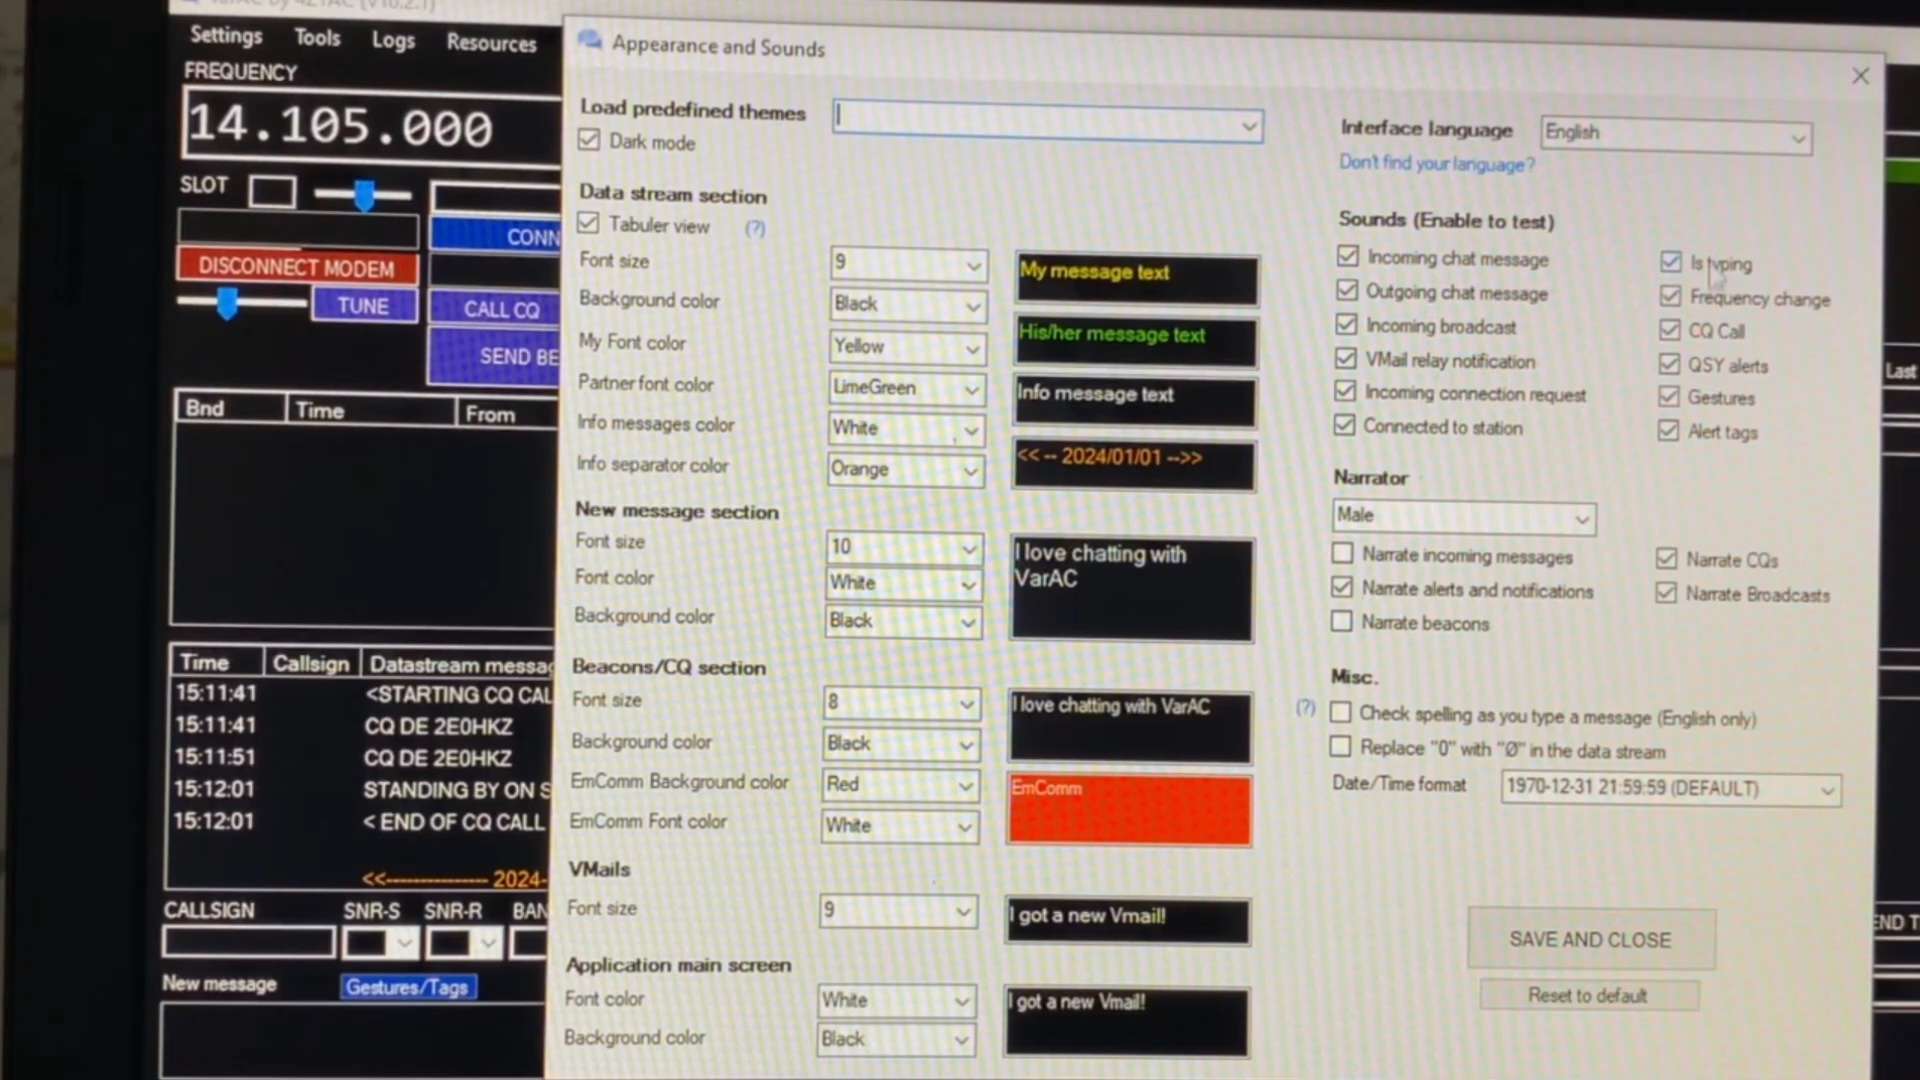 Settings Tools Logs Resources
FREQUENCY
14.105.000
SLOT
CONN
DISCONNECT MODEM
TUNE
CALL CQ
SEND BE
Bnd Time From
Time Callsign Datastream messag
15:11:41 <STARTING CQ CAL
15:11:41 CQ DE 2E0HKZ
15:11:51 CQ DE 2E0HKZ
15:12:01 STANDING BY ON S
15:12:01 < END OF CQ CALL
<<--------------- 2024-
CALLSIGN SNR-S SNR-R BAN
New message Gestures/Tags
Appearance and Sounds
Load predefined themes
Dark mode
Data stream section
Tabuler view (?)
Font size 9 My message text
Background color Black
My Font color Yellow His/her message text
Partner font color LimeGreen
Info messages color White Info message text
Info separator color Orange << -- 2024/01/01 -->>
New message section
Font size 10 I love chatting with
VarAC
Font color White
Background color Black
Beacons/CQ section
Font size 8 I love chatting with VarAC
Background color Black
EmComm Background color Red EmComm
EmComm Font color White
VMails
Font size 9 I got a new Vmail!
Application main screen
Font color White I got a new Vmail!
Background color Black
Interface language English
Don't find your language?
Sounds (Enable to test)
Incoming chat message Is typing
Outgoing chat message Frequency change
Incoming broadcast CQ Call
VMail relay notification QSY alerts
Incoming connection request Gestures
Connected to station Alert tags
Narrator
Male
Narrate incoming messages Narrate CQs
Narrate alerts and notifications Narrate Broadcasts
Narrate beacons
Misc.
(?) Check spelling as you type a message (English only)
Replace "0" with "Ø" in the data stream
Date/Time format 1970-12-31 21:59:59 (DEFAULT)
SAVE AND CLOSE
Reset to default
Last
END T